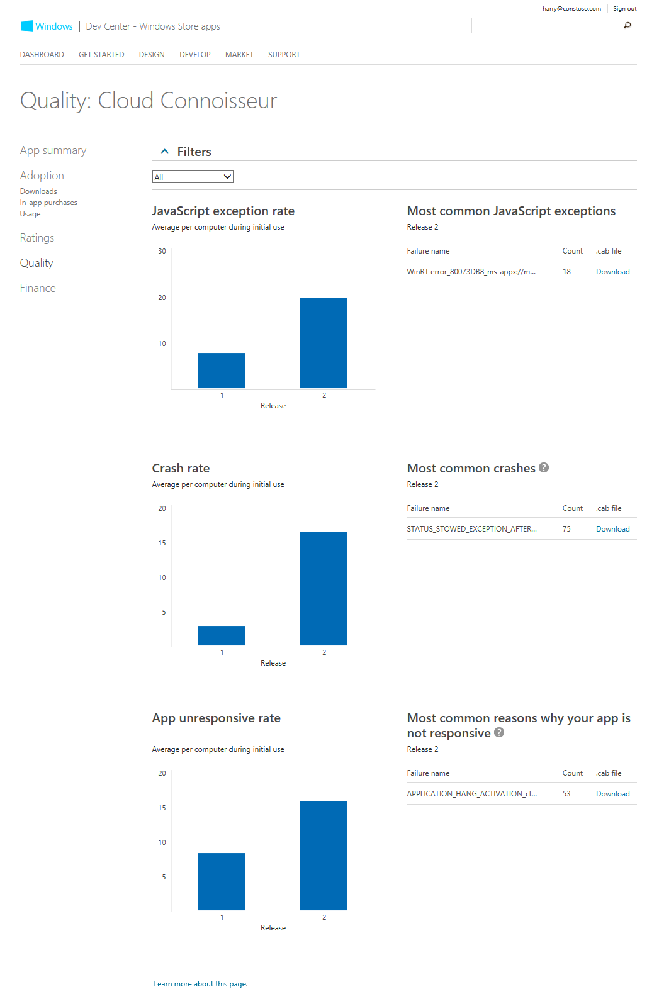 harry@constoso.com Sign out
Windows Dev Center - Windows Store apps
DASHBOARD GET STARTED DESIGN DEVELOP MARKET SUPPORT
Quality: Cloud Connoisseur
App summary
Adoption
Downloads
In-app purchases
Usage
Ratings
Quality
Finance
Filters
All
JavaScript exception rate
Average per computer during initial use
30
20
10
1 2
Release
Most common JavaScript exceptions
Release 2
Failure name Count .cab file
WinRT error_80073DB8_ms-appx://m... 18 Download
Crash rate
Average per computer during initial use
20
15
10
5
1 2
Release
Most common crashes ?
Release 2
Failure name Count .cab file
STATUS_STOWED_EXCEPTION_AFTER... 75 Download
App unresponsive rate
Average per computer during initial use
20
15
10
5
1 2
Release
Most common reasons why your app is
not responsive ?
Release 2
Failure name Count .cab file
APPLICATION_HANG_ACTIVATION_cf... 53 Download
Learn more about this page.